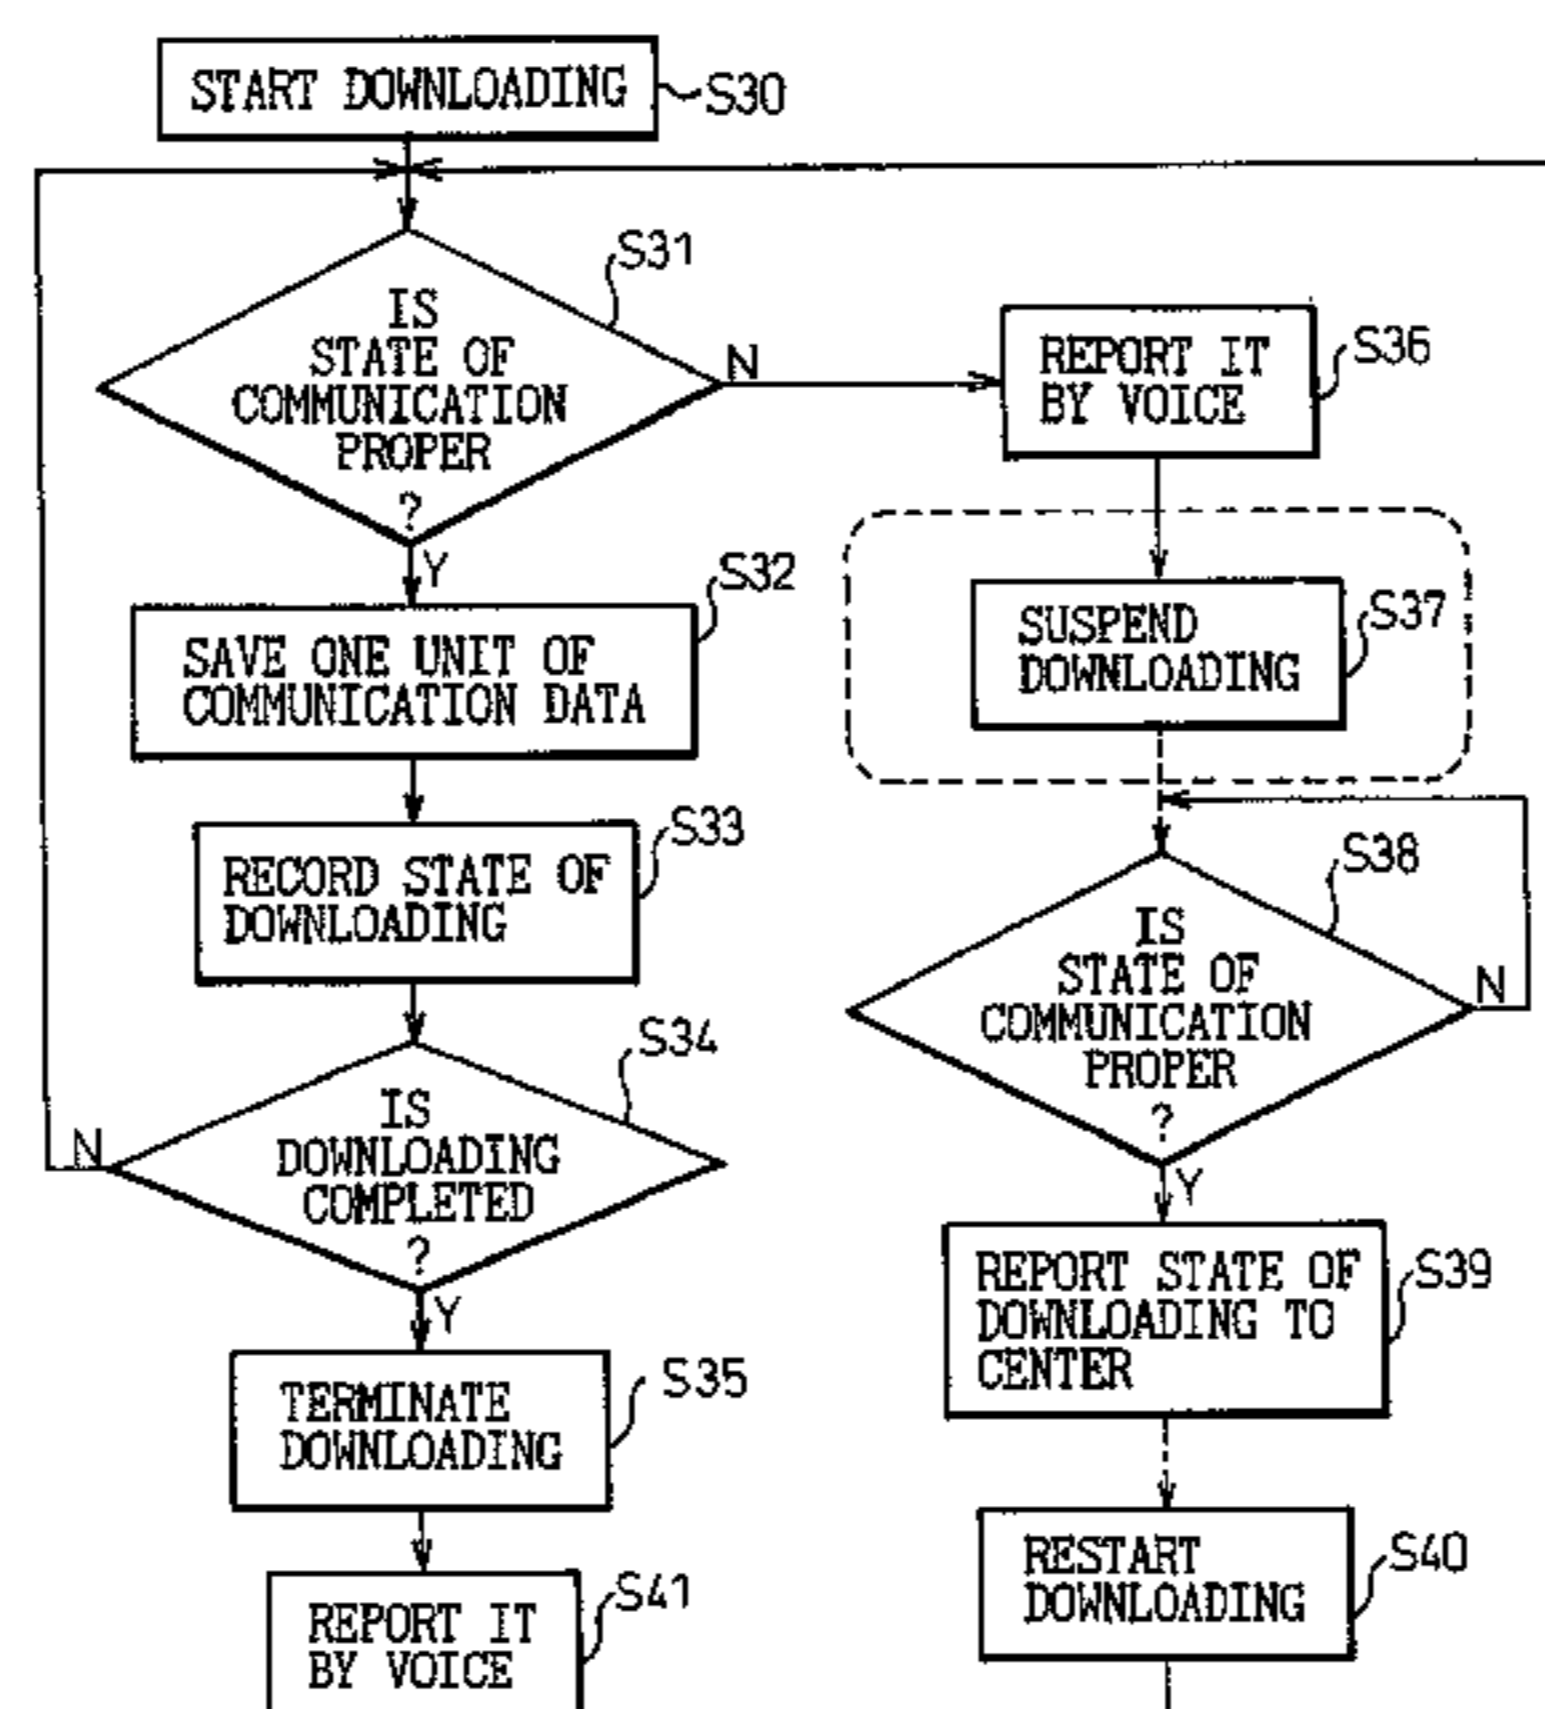 START DOWNLOADING
S30
IS
STATE OF
COMMUNICATION
PROPER
?
S31
N
Y
SAVE ONE UNIT OF
COMMUNICATION DATA
S32
RECORD STATE OF
DOWNLOADING
S33
IS
DOWNLOADING
COMPLETED
?
S34
N
Y
TERMINATE
DOWNLOADING
S35
REPORT IT
BY VOICE
S41
REPORT IT
BY VOICE
S36
SUSPEND
DOWNLOADING
S37
IS
STATE OF
COMMUNICATION
PROPER
?
S38
N
Y
REPORT STATE OF
DOWNLOADING TO
CENTER
S39
RESTART
DOWNLOADING
S40